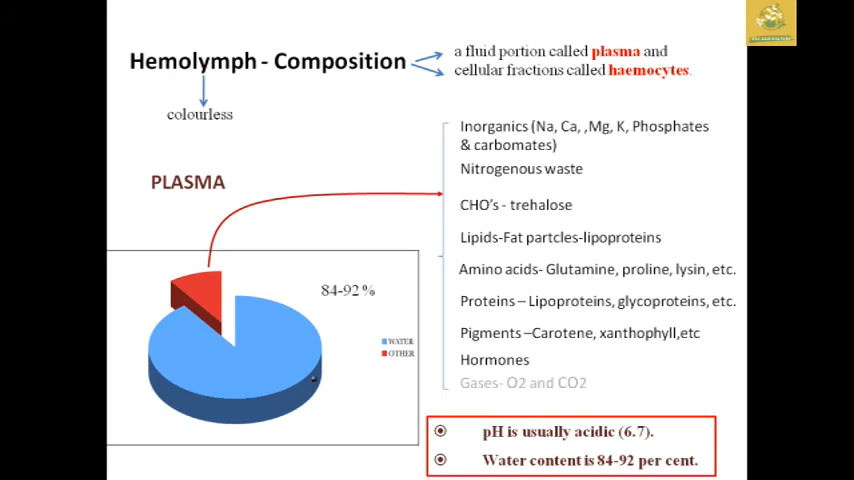 Hemolymph - Composition
a fluid portion called plasma and
cellular fractions called haemocytes.
colourless
PLASMA
Inorganics (Na, Ca, ,Mg, K, Phosphates
& carbomates)
Nitrogenous waste
CHO's - trehalose
Lipids-Fat partcles-lipoproteins
Amino acids- Glutamine, proline, lysin, etc.
Proteins – Lipoproteins, glycoproteins, etc.
Pigments –Carotene, xanthophyll,etc
Hormones
Gases- O2 and CO2
84-92 %
WATER
OTHER
pH is usually acidic (6.7).
Water content is 84-92 per cent.